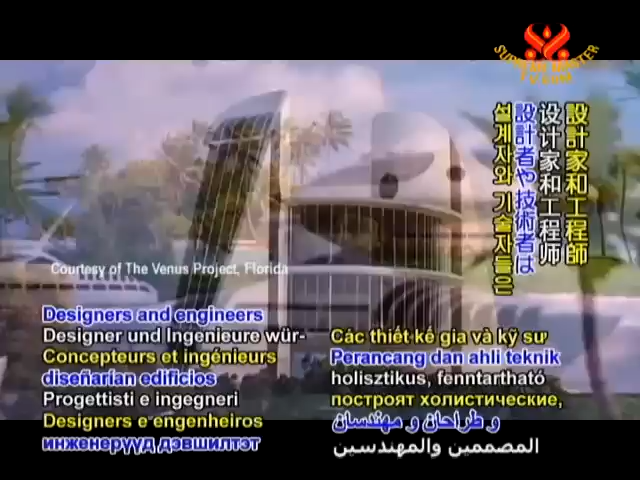 SUPREME MASTER
TV.COM
設計家和工程師
设计家和工程师
設計者や技術者は
설계자와 기술자들은
Courtesy of The Venus Project, Florida
Designers and engineers
Designer und Ingenieure wür-
Concepteurs et ingénieurs
diseñarían edificios
Progettisti e ingegneri
Designers e engenheiros
инженерүүд дэвшилтэт
Các thiết kế gia và kỹ sư
Perancang dan ahli teknik
holisztikus, fenntartható
построят холистические,
و طراحان و مهندسان
المصممين والمهندسين